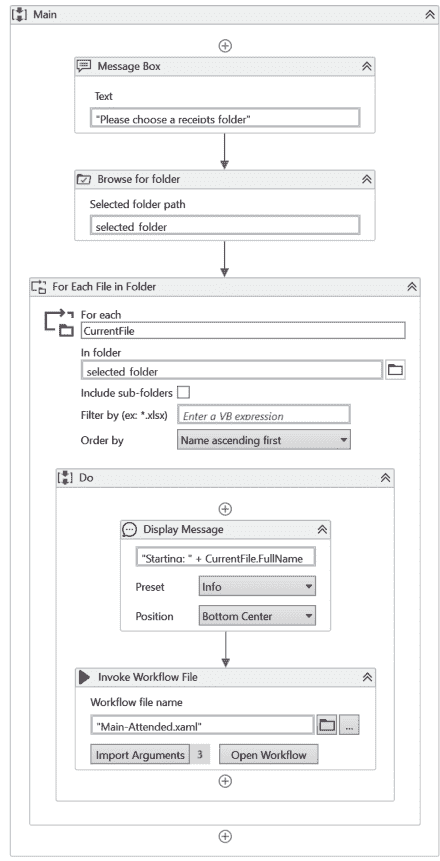 Main
Message Box
Text
"Please choose a receipts folder"
Browse for folder
Selected folder path
selected folder
For Each File in Folder
For each
CurrentFile
In folder
selected folder
Include sub-folders
Filter by (ex: *.xlsx) Enter a VB expression
Order by Name ascending first
Do
Display Message
"Starting: " + CurrentFile.FullName
Preset Info
Position Bottom Center
Invoke Workflow File
Workflow file name
"Main-Attended.xaml" ...
Import Arguments 3 Open Workflow